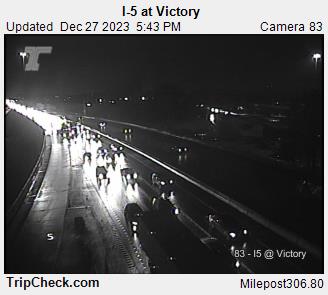 I-5 at Victory
Updated Dec 27 2023 5:43 PM Camera 83
T
S
83 - I5 @ Victory
TripCheck.com Milepost306.80